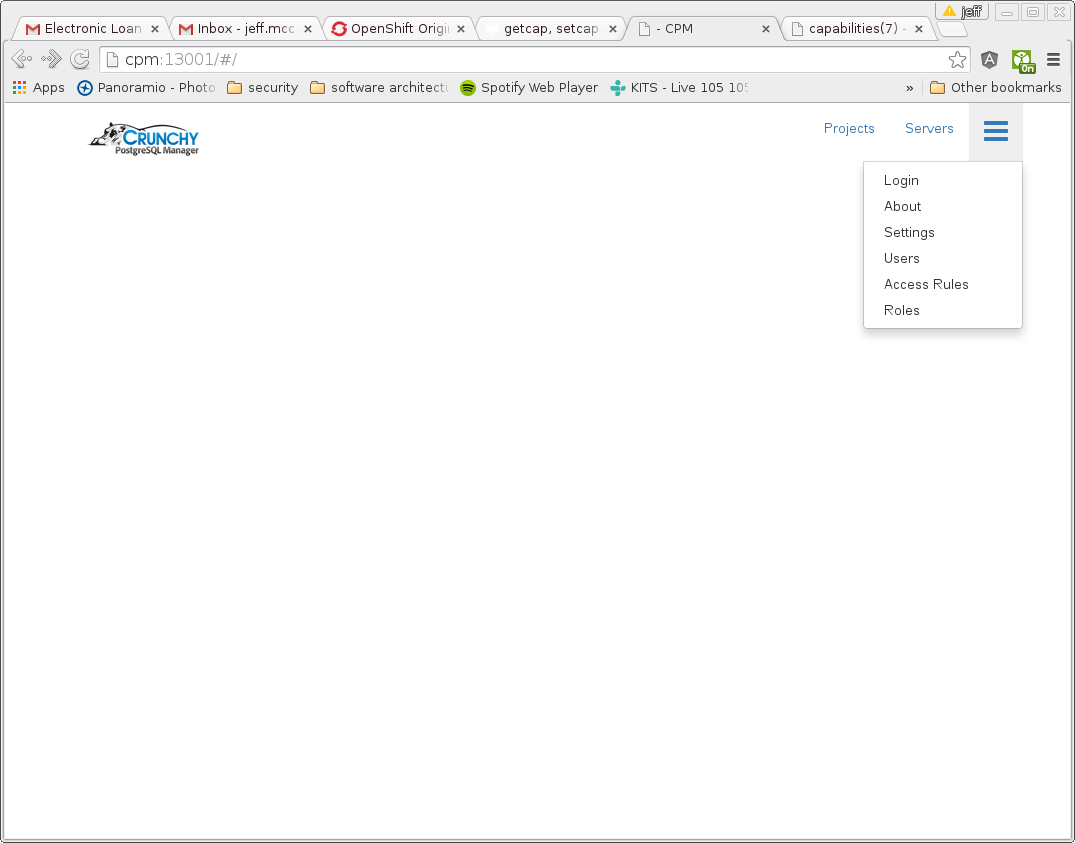 jeff
Electronic Loan
Inbox - jeff.mcc
OpenShift Origi
getcap, setcap
- CPM
capabilities(7) -
cpm:13001/#/
On
Apps
Panoramio - Photo
security
software architectu
Spotify Web Player
KITS - Live 105 105
»
Other bookmarks
CRUNCHY
PostgreSQL Manager
Projects
Servers
Login
About
Settings
Users
Access Rules
Roles